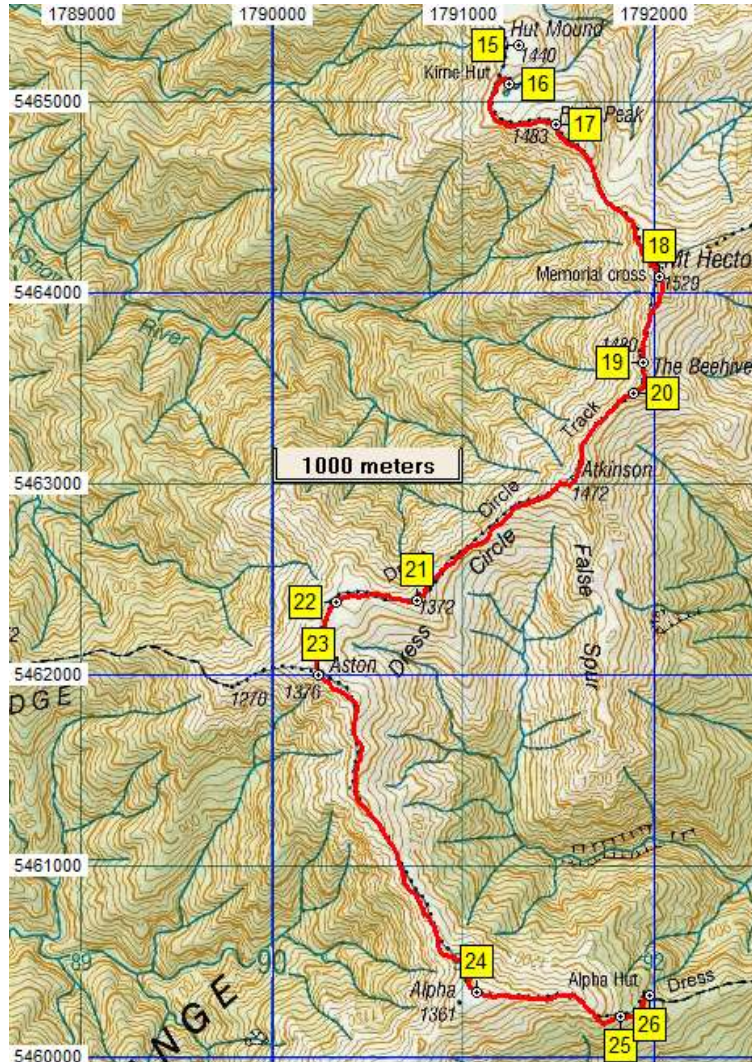 1789000 1790000 1791000 1792000
15 Hut Mound
1440
Kime Hut 16
5465000
17 Peak
1483
18
Mt Hecto
Memorial cross 1529
5464000
River
19 The Beehive
20
Track
1000 meters
5463000
Atkinson
1472
Circle
Circle
21
False
22 1372
23
Dress
Aston
Spur
5462000
DGE
1376
1270
5461000
24
89 90 92
Alpha Hut
Dress
Alpha
1361
NGE
26
25
5460000